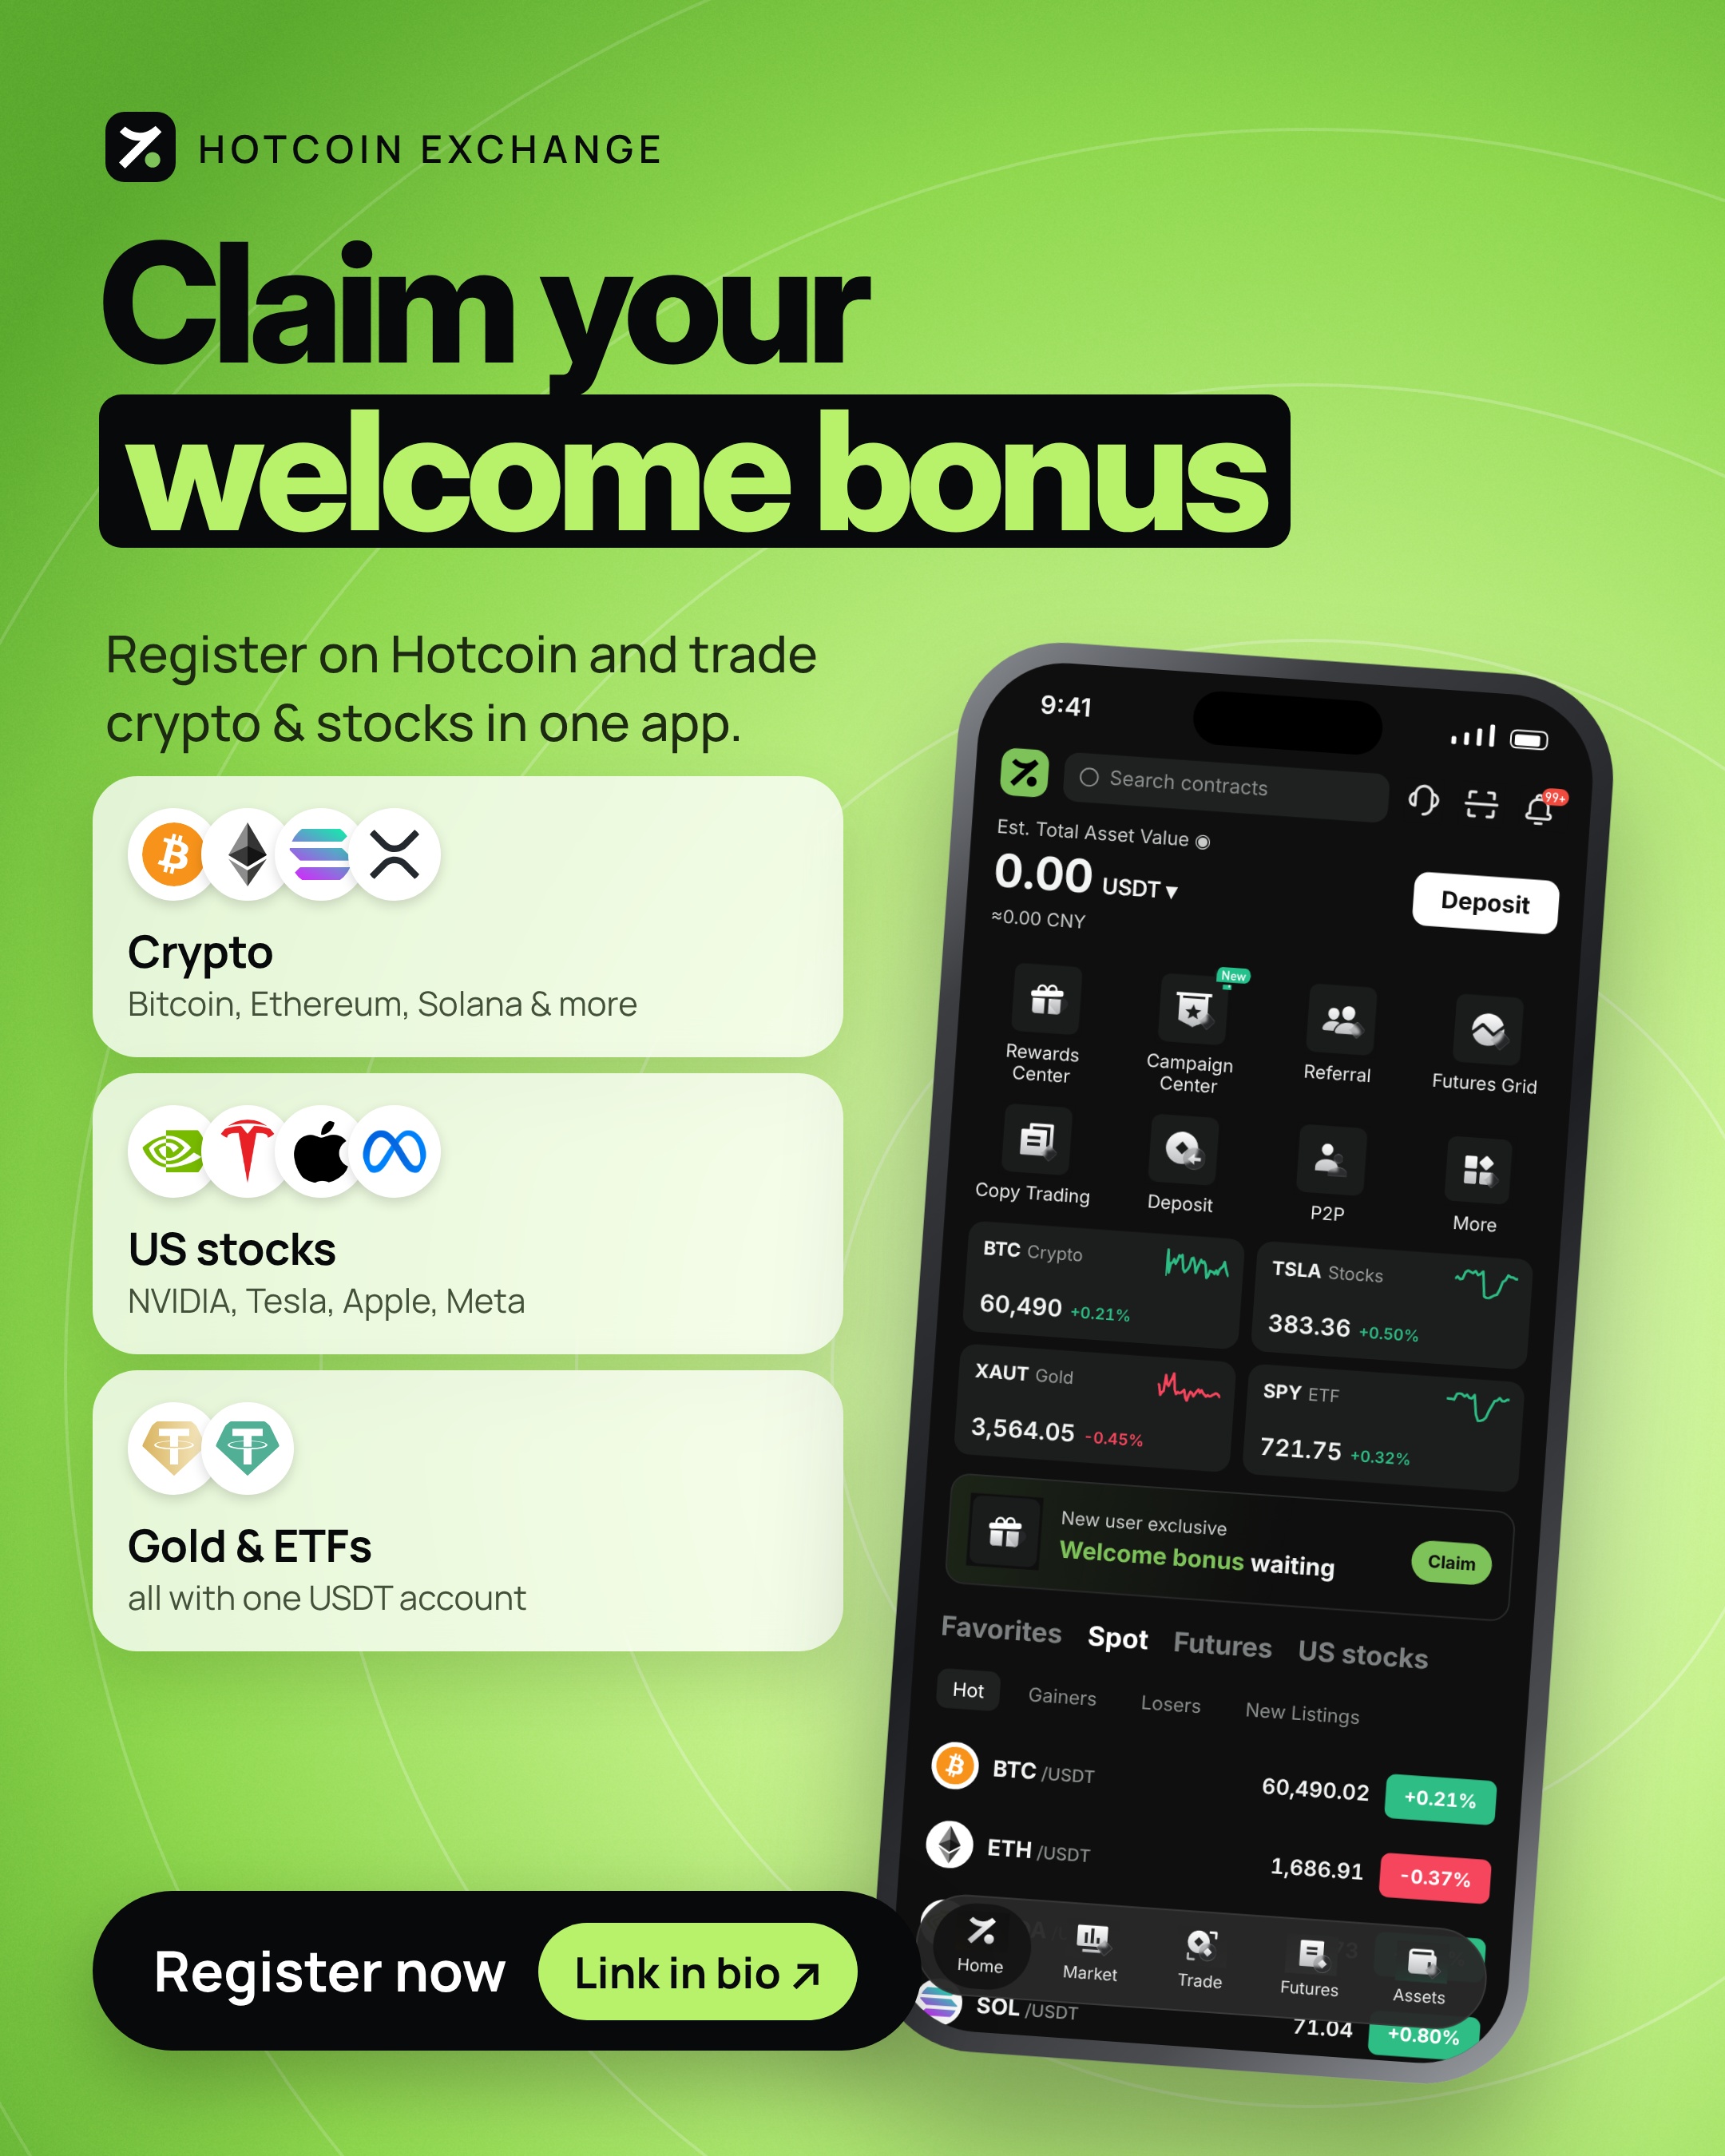 HOTCOIN EXCHANGE
Claim your
welcome bonus
Register on Hotcoin and trade
crypto & stocks in one app.
Crypto
Bitcoin, Ethereum, Solana & more
US stocks
NVIDIA, Tesla, Apple, Meta
Gold & ETFs
all with one USDT account
Register now
Link in bio ↗
9:41
Search contracts
99+
Est. Total Asset Value
0.00 USDT ▾
≈0.00 CNY
Deposit
New
Rewards Center
Campaign Center
Referral
Futures Grid
Copy Trading
Deposit
P2P
More
BTC Crypto
60,490 +0.21%
TSLA Stocks
383.36 +0.50%
XAUT Gold
3,564.05 -0.45%
SPY ETF
721.75 +0.32%
New user exclusive
Welcome bonus waiting
Claim
Favorites Spot Futures US stocks
Hot Gainers Losers New Listings
BTC /USDT 60,490.02 +0.21%
ETH /USDT 1,686.91 -0.37%
Home Market Trade Futures Assets
SOL /USDT 71.04 +0.80%